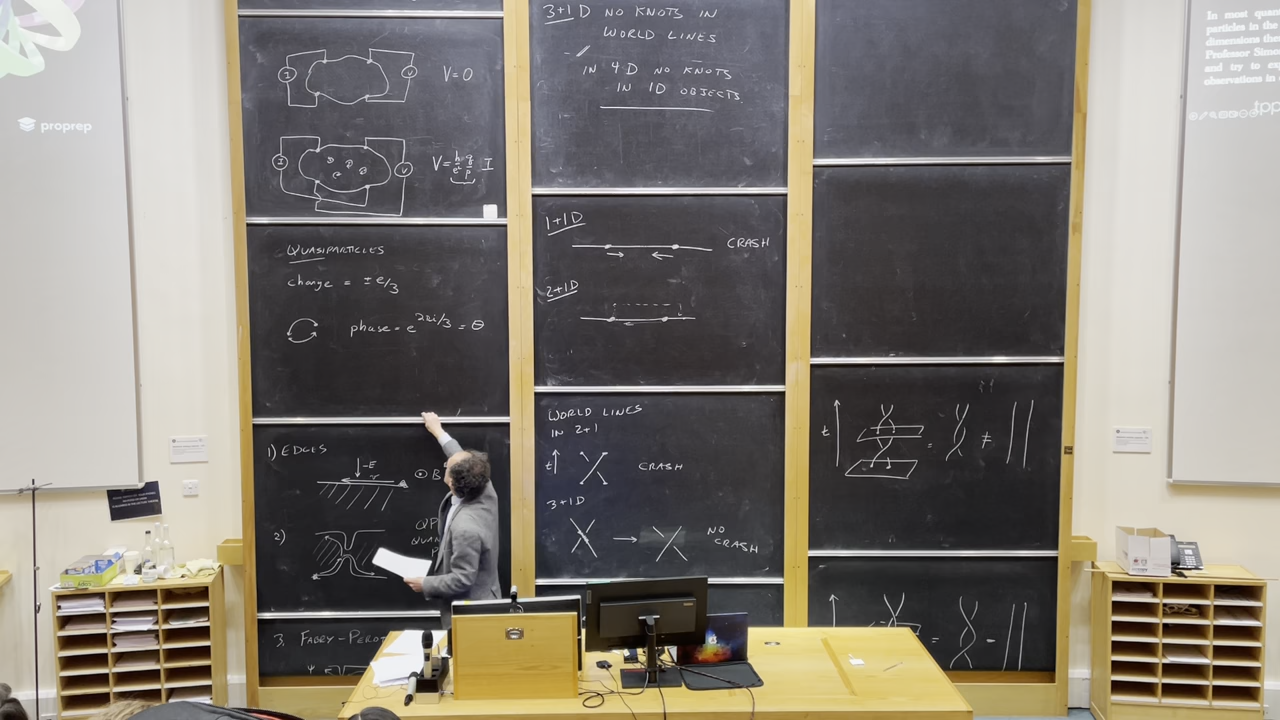 proprep
I
V
V=0
I
V
V= h/e² q/p I
QUASIPARTICLES
charge = ±e/3
phase = e^2πi/3 = Θ
1) EDGES
-E
B
2)
QP
3. FABRY-PEROT
3+1 D NO KNOTS IN
WORLD LINES
IN 4D NO KNOTS
IN 1D OBJECTS.
1+1D
CRASH
2+1D
WORLD LINES
IN 2+1
t
CRASH
3+1D
NO
CRASH
t
= ≠
= -
In most quan
particles in the
dimensions the
Professor Simo
and try to ex
observations in
tpp